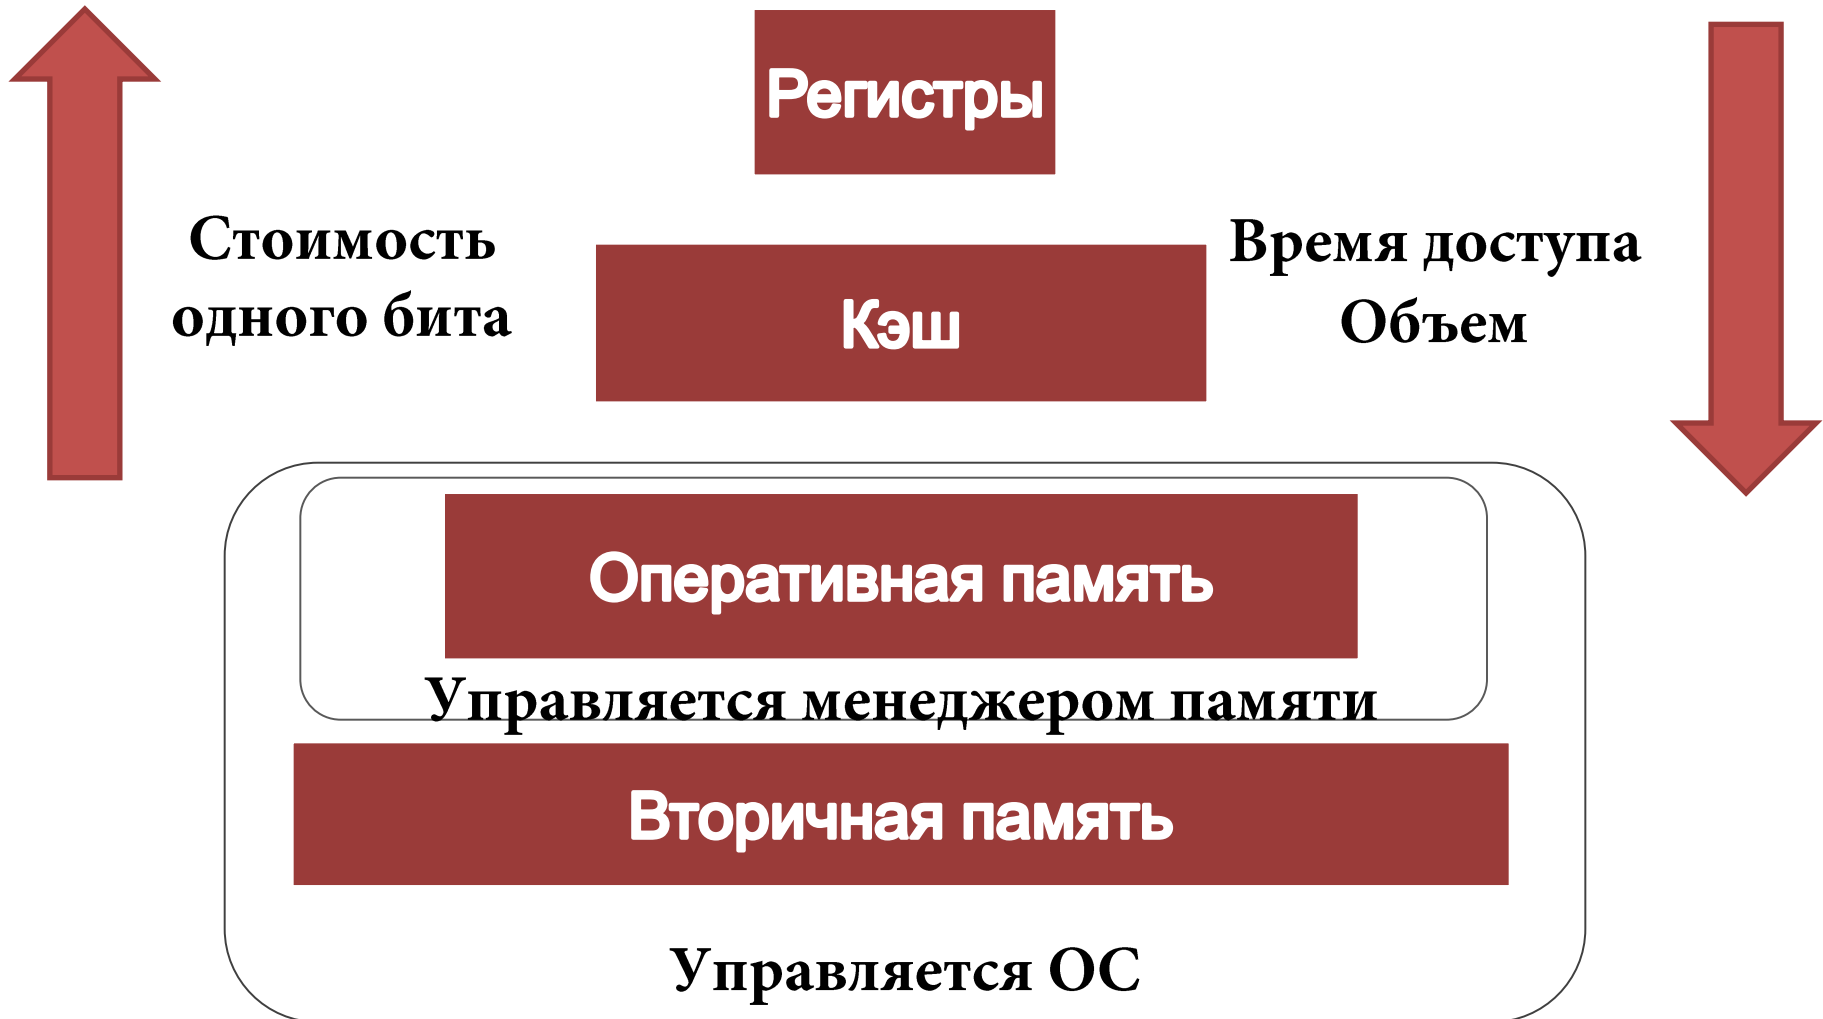 Регистры
Стоимость
одного бита
Время доступа
Объем
Кэш
Оперативная память
Управляется менеджером памяти
Вторичная память
Управляется ОС